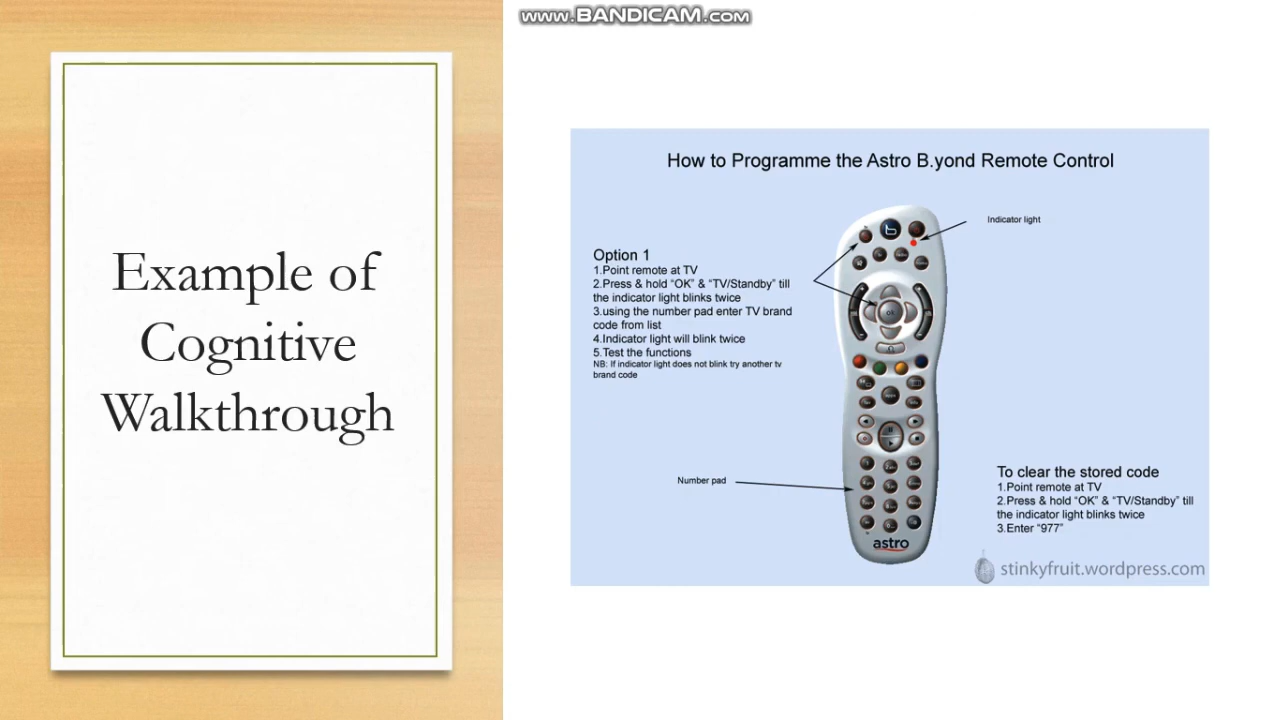 www.BANDICAM.com
Example of
Cognitive
Walkthrough
How to Programme the Astro B.yond Remote Control
Indicator light
Option 1
1.Point remote at TV
2.Press & hold “OK” & “TV/Standby” till
the indicator light blinks twice
3.using the number pad enter TV brand
code from list
4.Indicator light will blink twice
5.Test the functions
NB: If indicator light does not blink try another tv
brand code
Number pad
To clear the stored code
1.Point remote at TV
2.Press & hold “OK” & “TV/Standby” till
the indicator light blinks twice
3.Enter “977”
astro
stinkyfruit.wordpress.com